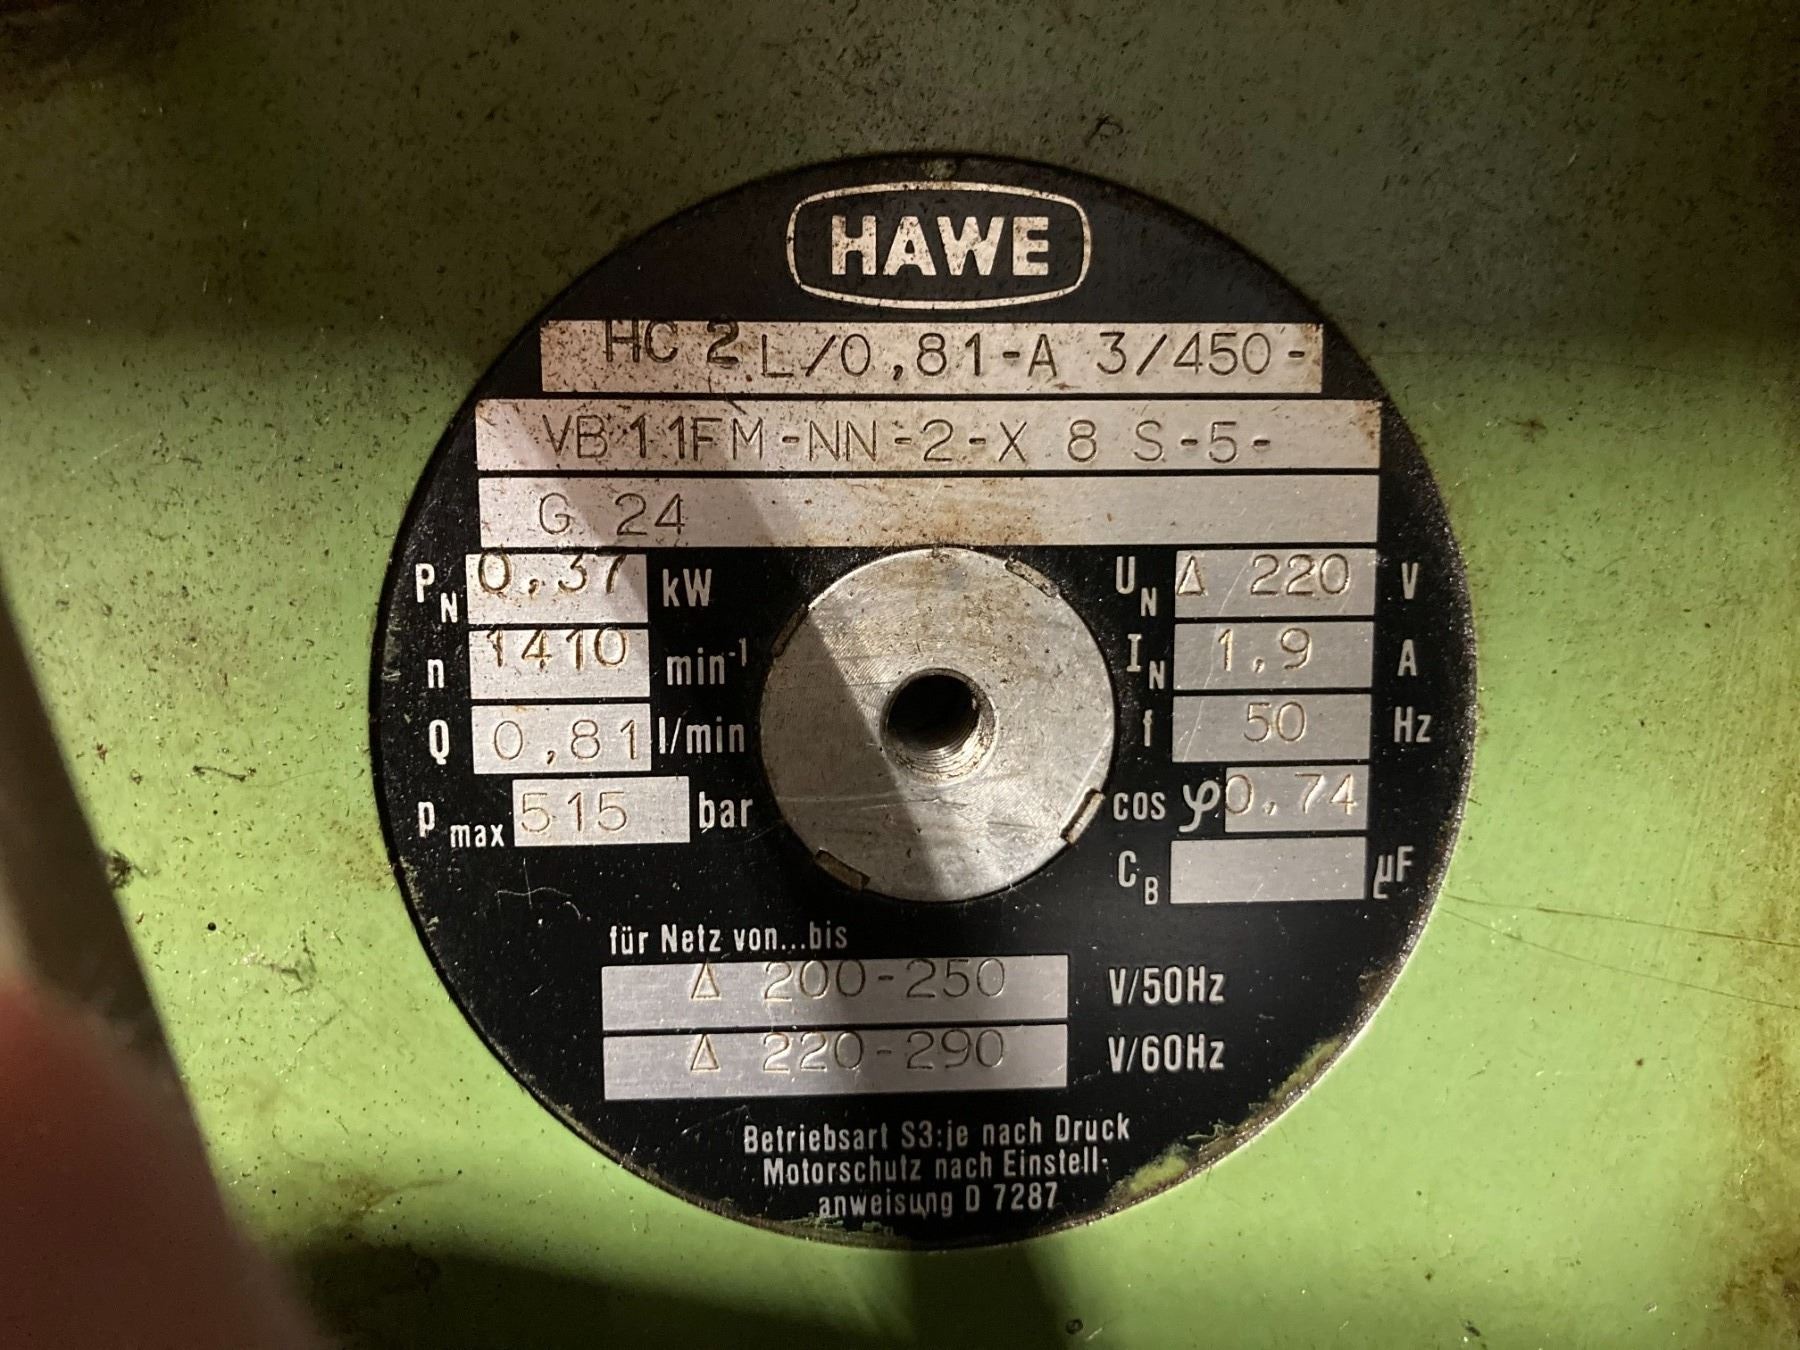 HAWE
HC 2 L/0,81-A 3/450-
VB11FM-NN-2-X 8 S-5-
G 24
PN 0,37 kW
n 1410 min-1
Q 0,81 l/min
pmax 515 bar
UN Δ 220 V
IN 1,9 A
f 50 Hz
cos φ 0,74
CB µF
für Netz von...bis
Δ 200-250 V/50Hz
Δ 220-290 V/60Hz
Betriebsart S3:je nach Druck
Motorschutz nach Einstell-
anweisung D 7287